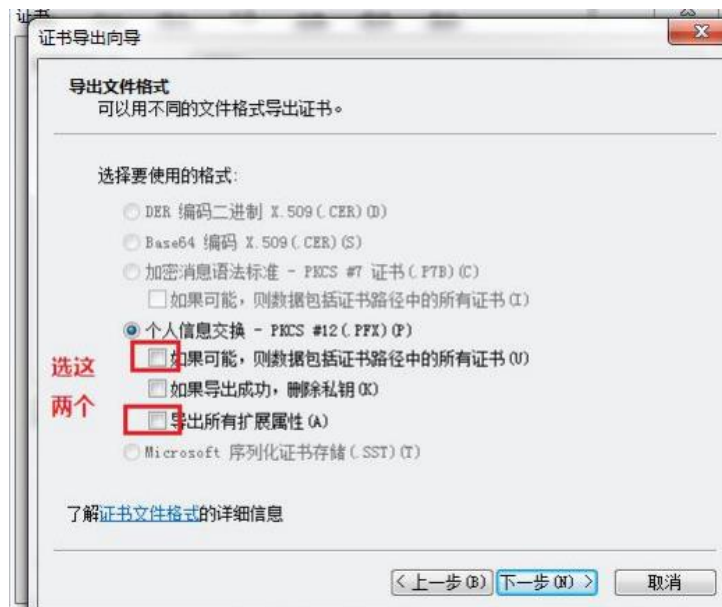 证书
证书导出向导
导出文件格式
可以用不同的文件格式导出证书。
选择要使用的格式:
DER 编码二进制 X.509(.CER)(D)
Base64 编码 X.509(.CER)(S)
加密消息语法标准 - PKCS #7 证书(.P7B)(C)
如果可能，则数据包括证书路径中的所有证书(I)
个人信息交换 - PKCS #12(.PFX)(P)
如果可能，则数据包括证书路径中的所有证书(U)
选这
两个
如果导出成功，删除私钥(K)
导出所有扩展属性(A)
Microsoft 序列化证书存储(.SST)(T)
了解证书文件格式的详细信息
< 上一步(B)
下一步(N) >
取消